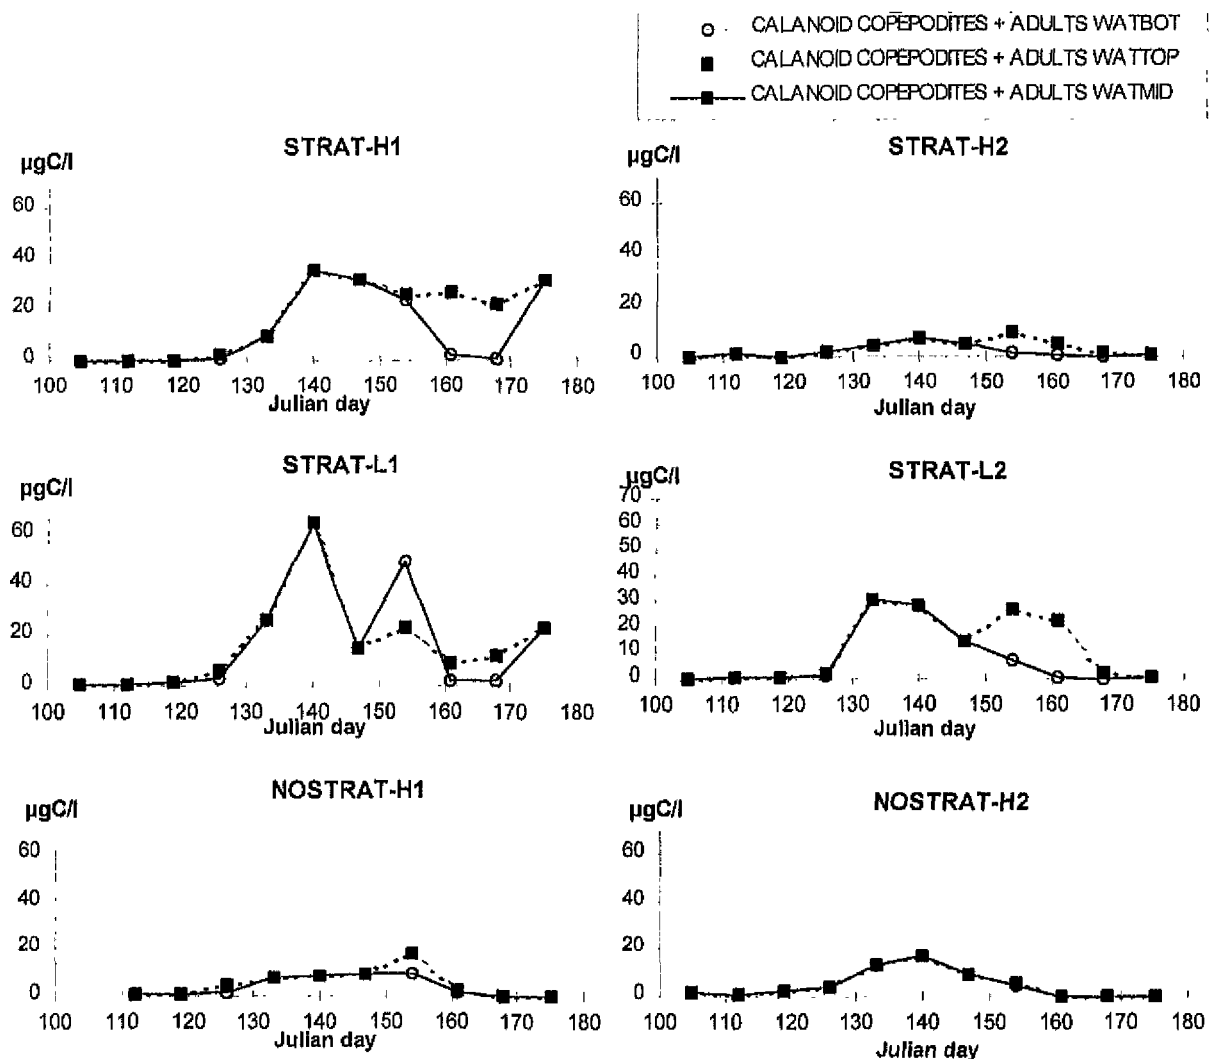 CALANOID COPEPODITES + ADULTS WATBOT
CALANOID COPEPODITES + ADULTS WATTOP
CALANOID COPEPODITES + ADULTS WATMID
STRAT-H1
µgC/l
60
40
20
0
100 110 120 130 140 150 160 170 180
Julian day
STRAT-H2
µgC/l
60
40
20
0
100 110 120 130 140 150 160 170 180
Julian day
STRAT-L1
pgC/l
60
40
20
0
100 110 120 130 140 150 160 170 180
Julian day
STRAT-L2
µgC/l
70
60
50
40
30
20
10
0
100 110 120 130 140 150 160 170 180
Julian day
NOSTRAT-H1
µgC/l
60
40
20
0
100 110 120 130 140 150 160 170 180
Julian day
NOSTRAT-H2
µgC/l
60
40
20
0
100 110 120 130 140 150 160 170 180
Julian day